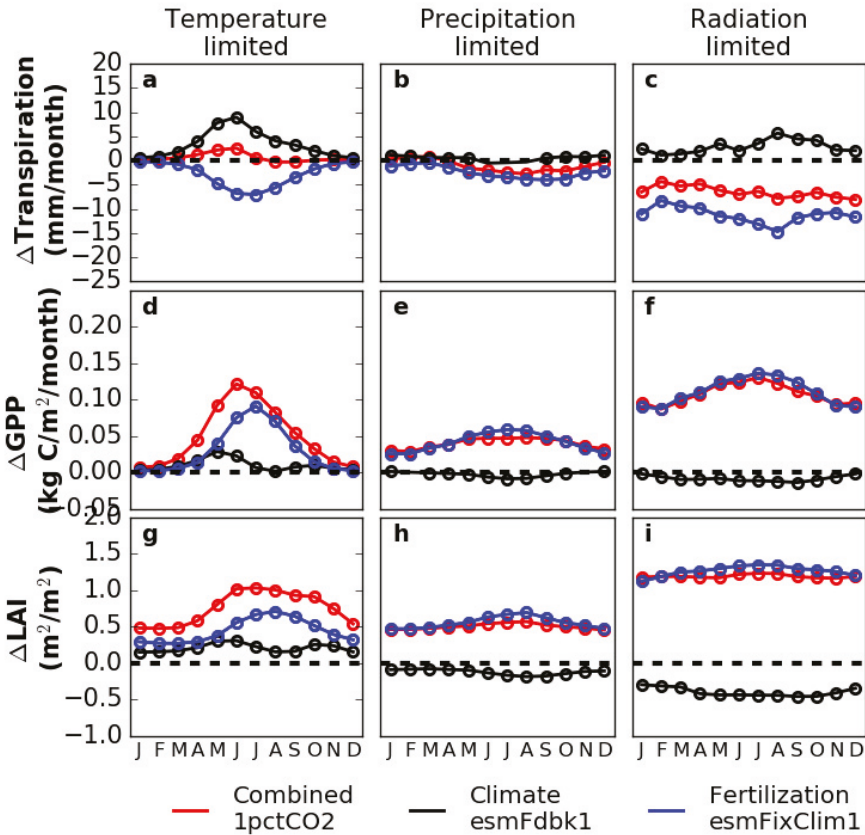 Temperature limited
Precipitation limited
Radiation limited
ΔTranspiration (mm/month)
20
15
10
5
0
−5
−10
−15
−20
−25
a
b
c
ΔGPP (kg C/m²/month)
0.20
0.15
0.10
0.05
0.00
−0.05
d
e
f
ΔLAI (m²/m²)
2.0
1.5
1.0
0.5
0.0
−0.5
−1.0
g
h
i
J F M A M J J A S O N D
J F M A M J J A S O N D
J F M A M J J A S O N D
Combined 1pctCO2
Climate esmFdbk1
Fertilization esmFixClim1